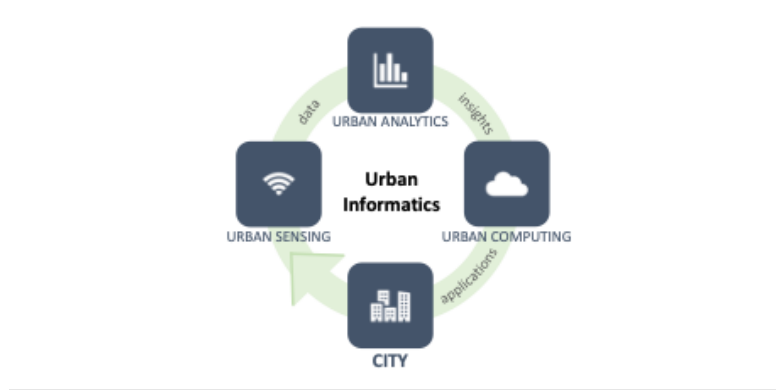 data
insights
URBAN ANALYTICS
Urban
Informatics
URBAN SENSING
URBAN COMPUTING
applications
CITY